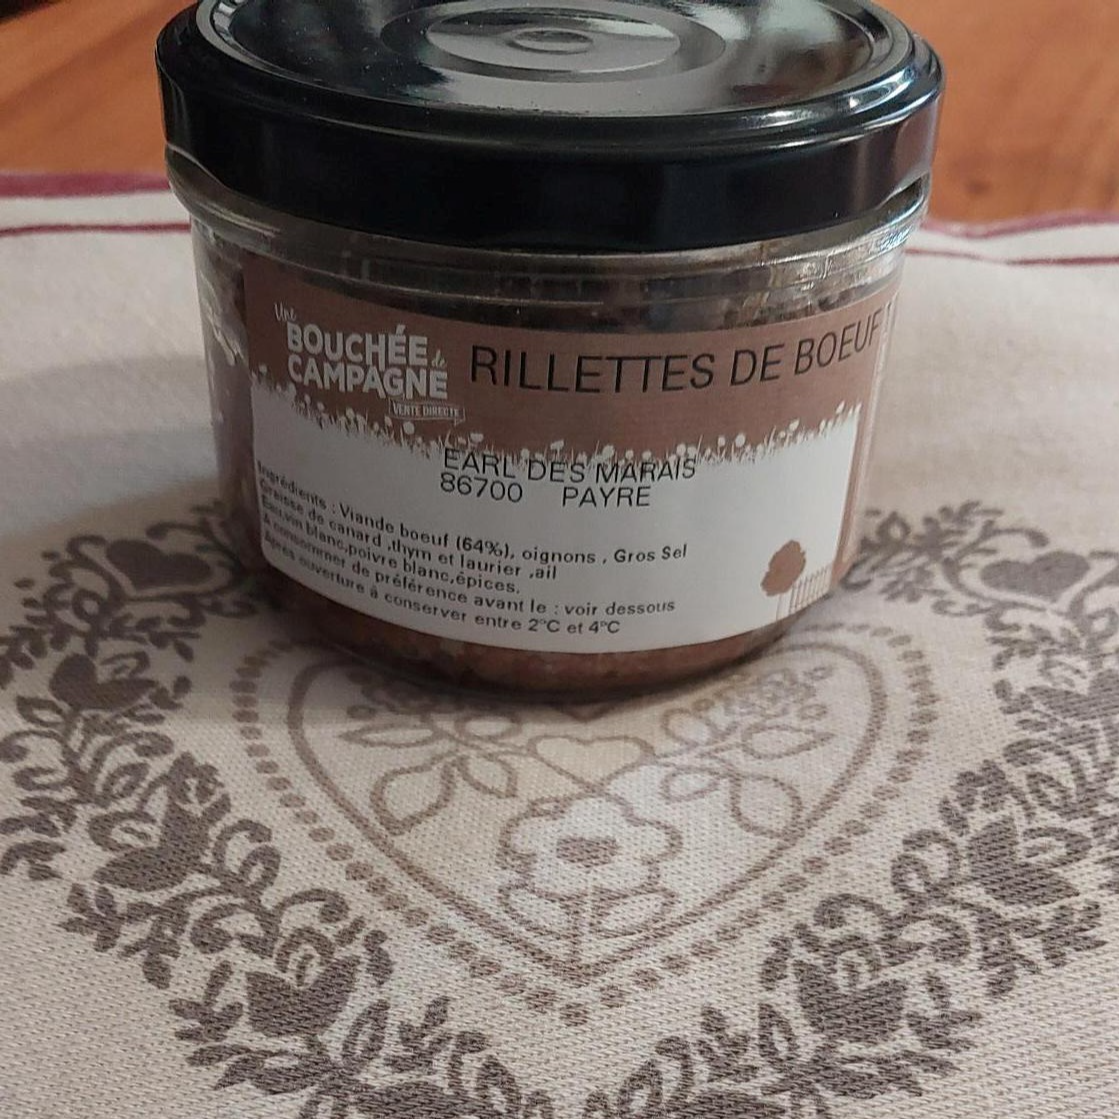 Une
BOUCHÉE de
CAMPAGNE
VENTE DIRECTE
RILLETTES DE BOEUF
EARL DES MARAIS
86700 PAYRE
Ingrédients : Viande boeuf (64%), oignons , Gros Sel
Graisse de canard ,thym et laurier ,ail
Eau,vin blanc,poivre blanc,épices.
A consommer de préférence avant le : voir dessous
Après ouverture à conserver entre 2°C et 4°C